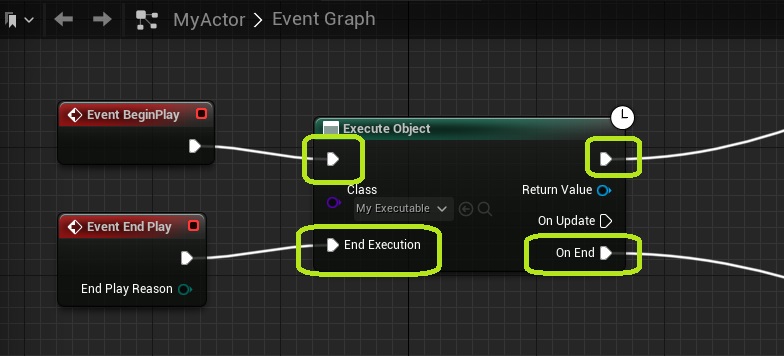 MyActor > Event Graph
Event BeginPlay
Execute Object
Class
My Executable
Return Value
Event End Play
On Update
End Execution
On End
End Play Reason